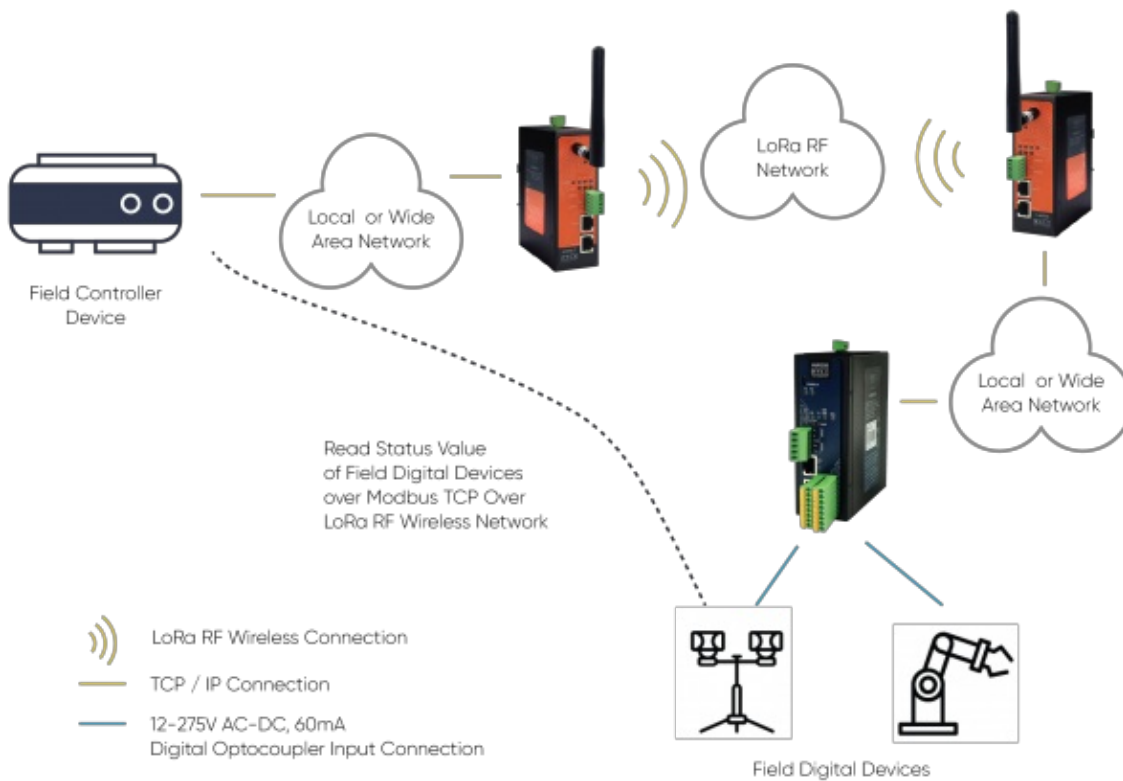 LoRa RF
Network
Local or Wide
Area Network
Field Controller
Device
Local or Wide
Area Network
Read Status Value
of Field Digital Devices
over Modbus TCP Over
LoRa RF Wireless Network
LoRa RF Wireless Connection
TCP / IP Connection
12-275V AC-DC, 60mA
Digital Optocoupler Input Connection
Field Digital Devices